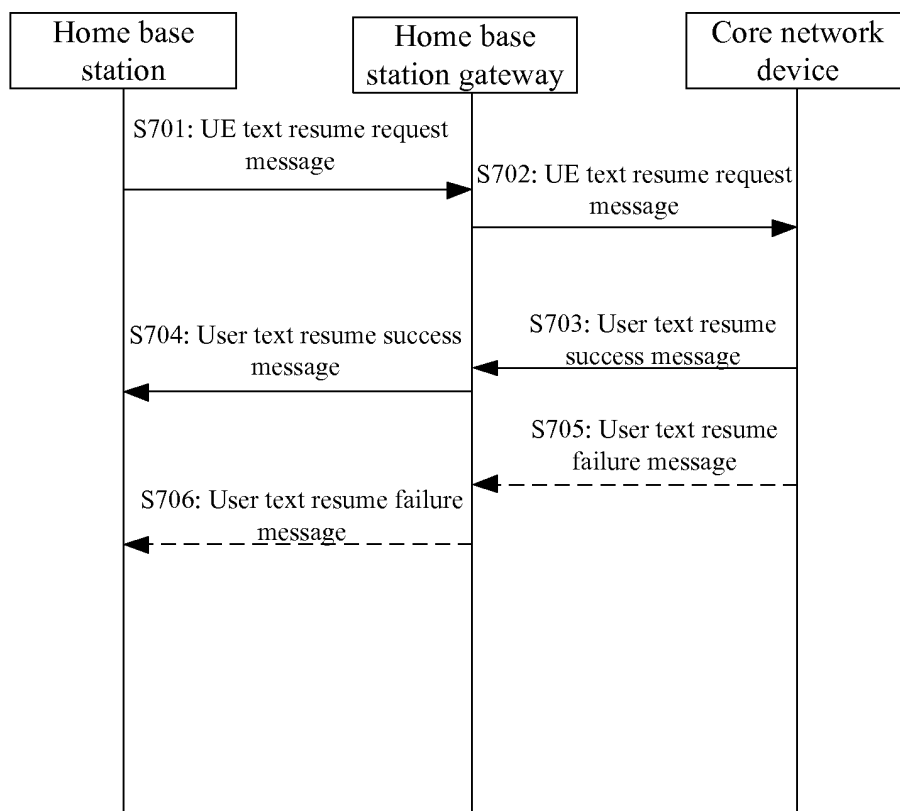 Home base
station
Home base
station gateway
Core network
device
S701: UE text resume request
message
S702: UE text resume request
message
S703: User text resume
success message
S704: User text resume success
message
S705: User text resume
failure message
S706: User text resume failure
message